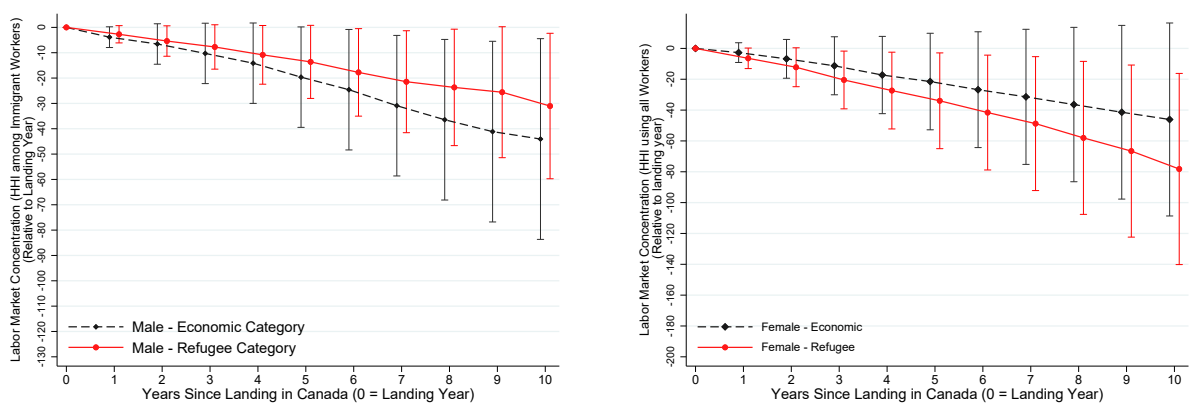 Labor Market Concentration (HHI among Immigrant Workers)
(Relative to Landing Year)
0
-10
-20
-30
-40
-50
-60
-70
-80
-90
-100
-110
-120
-130
Male - Economic Category
Male - Refugee Category
0 1 2 3 4 5 6 7 8 9 10
Years Since Landing in Canada (0 = Landing Year)
Labor Market Concentration (HHI using all Workers)
(Relative to landing year)
0
-20
-40
-60
-80
-100
-120
-140
-160
-180
-200
Female - Economic
Female - Refugee
0 1 2 3 4 5 6 7 8 9 10
Years Since Landing in Canada (0 = Landing Year)